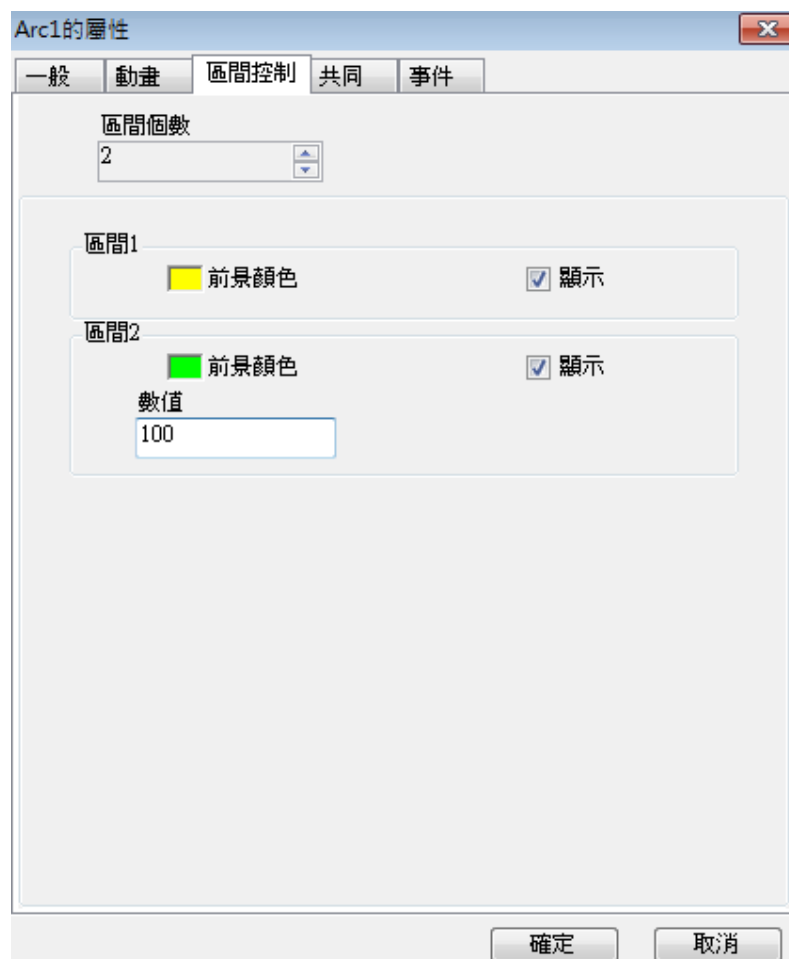 Arc1的屬性
一般 動畫 區間控制 共同 事件
區間個數
2
區間1
前景顏色 顯示
區間2
前景顏色 顯示
數值
100
確定 取消